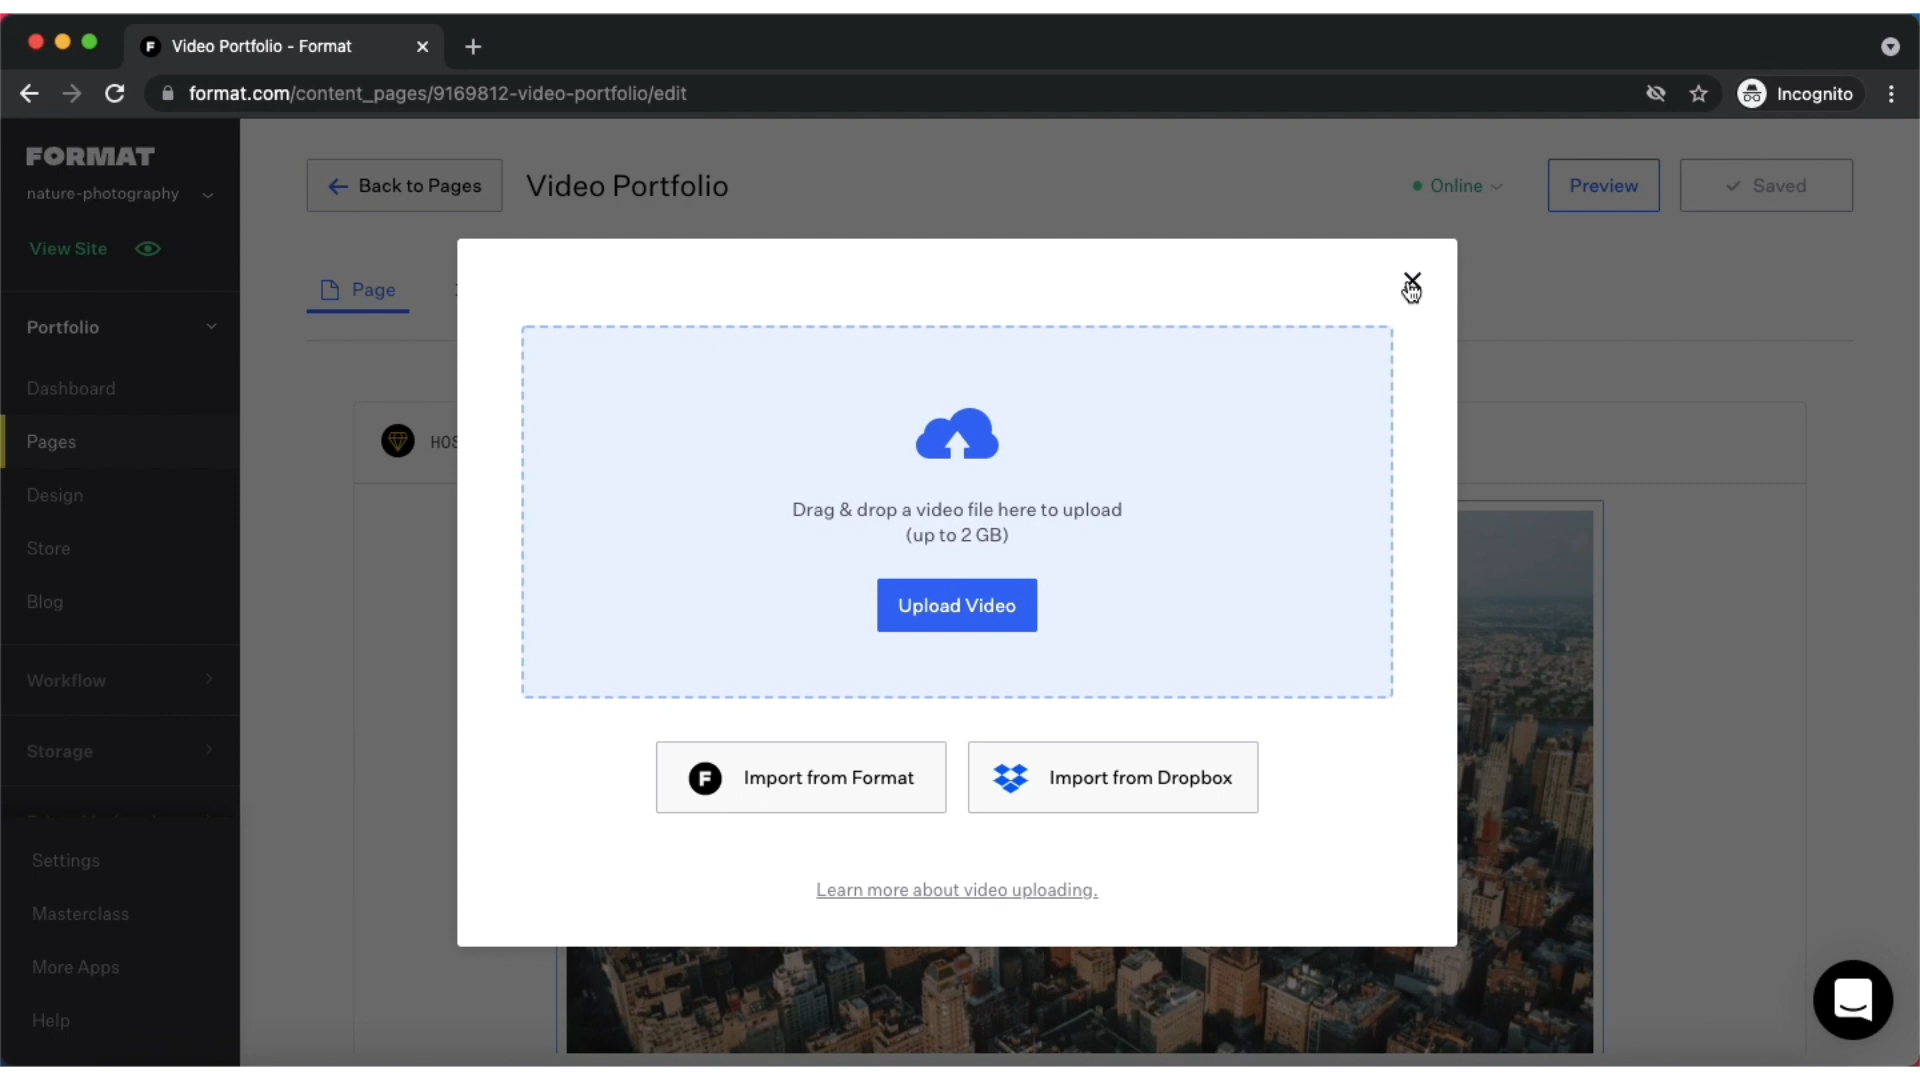 Video Portfolio - Format
format.com/content_pages/9169812-video-portfolio/edit
Incognito
FORMAT
nature-photography
View Site
Portfolio
Dashboard
Pages
Design
Store
Blog
Workflow
Storage
Settings
Masterclass
More Apps
Help
Back to Pages
Video Portfolio
Online
Preview
Saved
Page
HOS
Drag & drop a video file here to upload
(up to 2 GB)
Upload Video
Import from Format
Import from Dropbox
Learn more about video uploading.